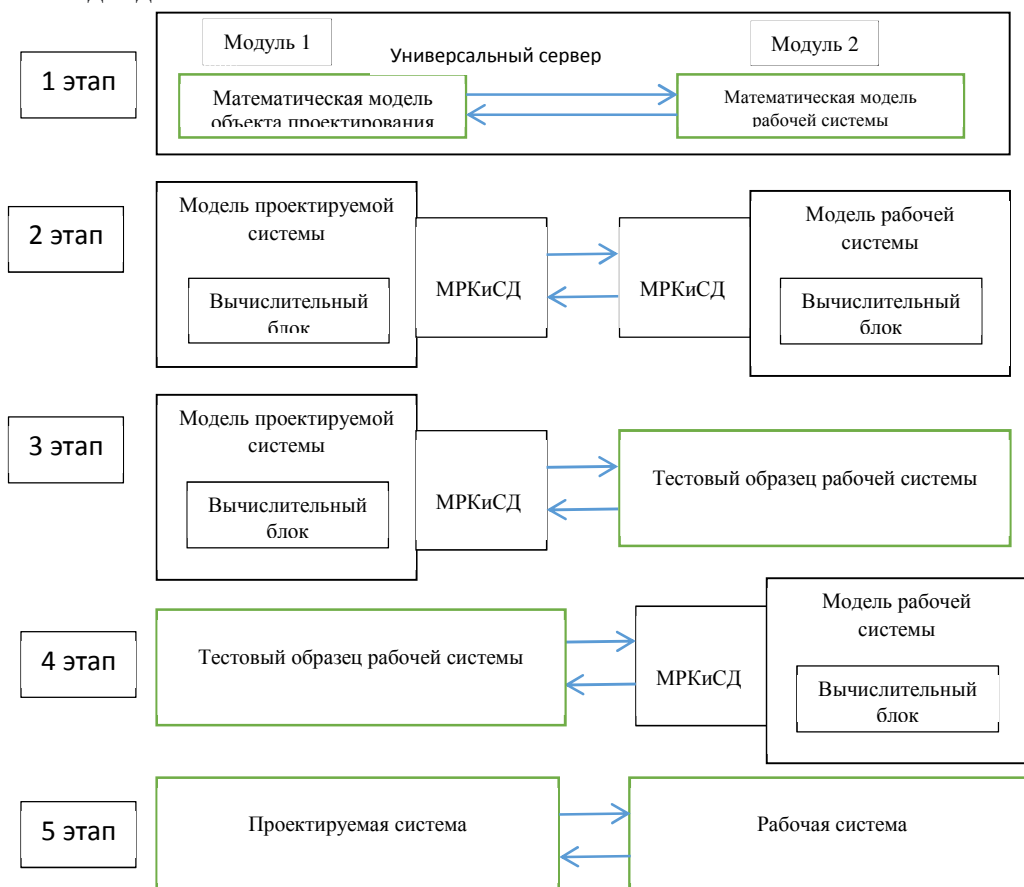 Модуль 1
Универсальный сервер
Модуль 2
1 этап
Математическая модель
объекта проектирования
Математическая модель
рабочей системы
2 этап
Модель проектируемой
системы
Вычислительный
блок
МРКиСД
МРКиСД
Модель рабочей
системы
Вычислительный
блок
3 этап
Модель проектируемой
системы
Вычислительный
блок
МРКиСД
Тестовый образец рабочей системы
4 этап
Тестовый образец рабочей системы
МРКиСД
Модель рабочей
системы
Вычислительный
блок
5 этап
Проектируемая система
Рабочая система